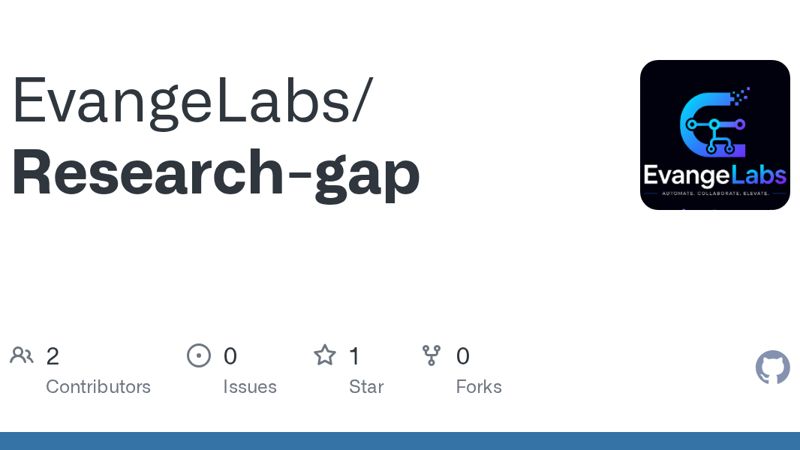 EvangeLabs/
Research-gap
EvangeLabs
AUTOMATE. COLLABORATE. ELEVATE.
2
Contributors
0
Issues
1
Star
0
Forks